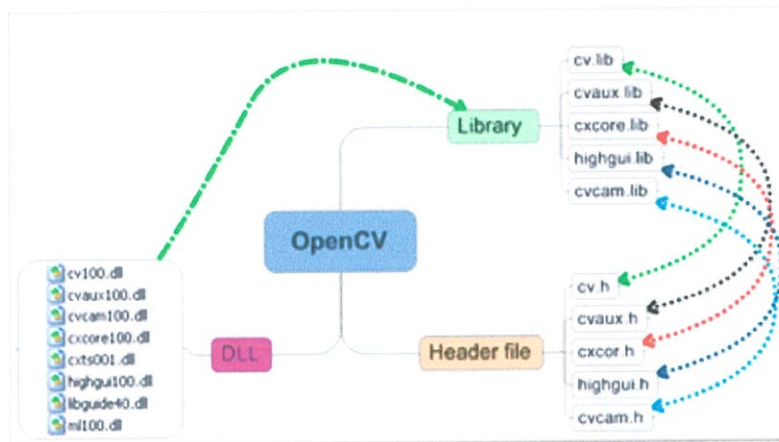 cv.lib
cvaux.lib
Library
cxcore.lib
highgui.lib
cvcam.lib
OpenCV
cv100.dll
cvaux100.dll
cvcam100.dll
cxcore100.dll
cxts001.dll
highgui100.dll
libguide40.dll
ml100.dll
DLL
Header file
cv.h
cvaux.h
cxcor.h
highgui.h
cvcam.h